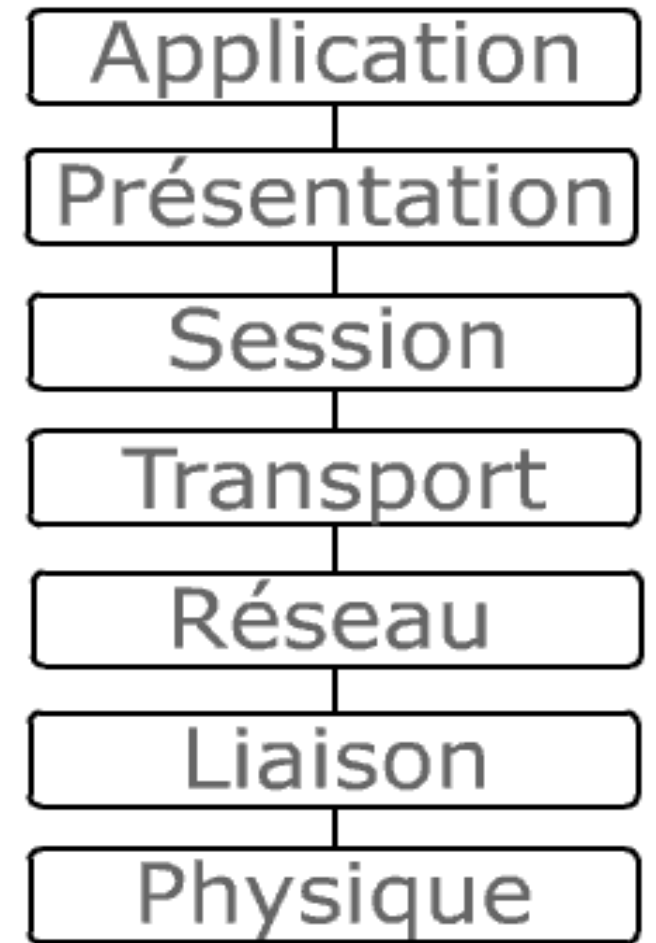 Application
Présentation
Session
Transport
Réseau
Liaison
Physique